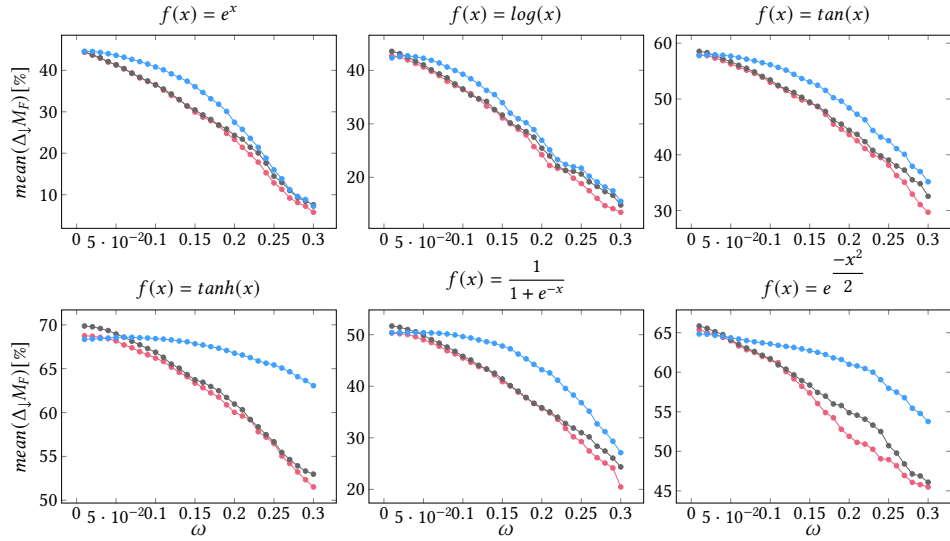 f(x) = e^x
f(x) = log(x)
f(x) = tan(x)
mean(Δ↓M_F)[%]
40
30
20
10
0 5 · 10⁻² 0.1 0.15 0.2 0.25 0.3
40
30
20
0 5 · 10⁻² 0.1 0.15 0.2 0.25 0.3
60
50
40
30
0 5 · 10⁻² 0.1 0.15 0.2 0.25 0.3
f(x) = tanh(x)
f(x) = 1 / (1 + e^{-x})
f(x) = e^{-x²/2}
mean(Δ↓M_F)[%]
70
65
60
55
50
0 5 · 10⁻² 0.1 0.15 0.2 0.25 0.3
ω
50
40
30
20
0 5 · 10⁻² 0.1 0.15 0.2 0.25 0.3
ω
65
60
55
50
45
0 5 · 10⁻² 0.1 0.15 0.2 0.25 0.3
ω